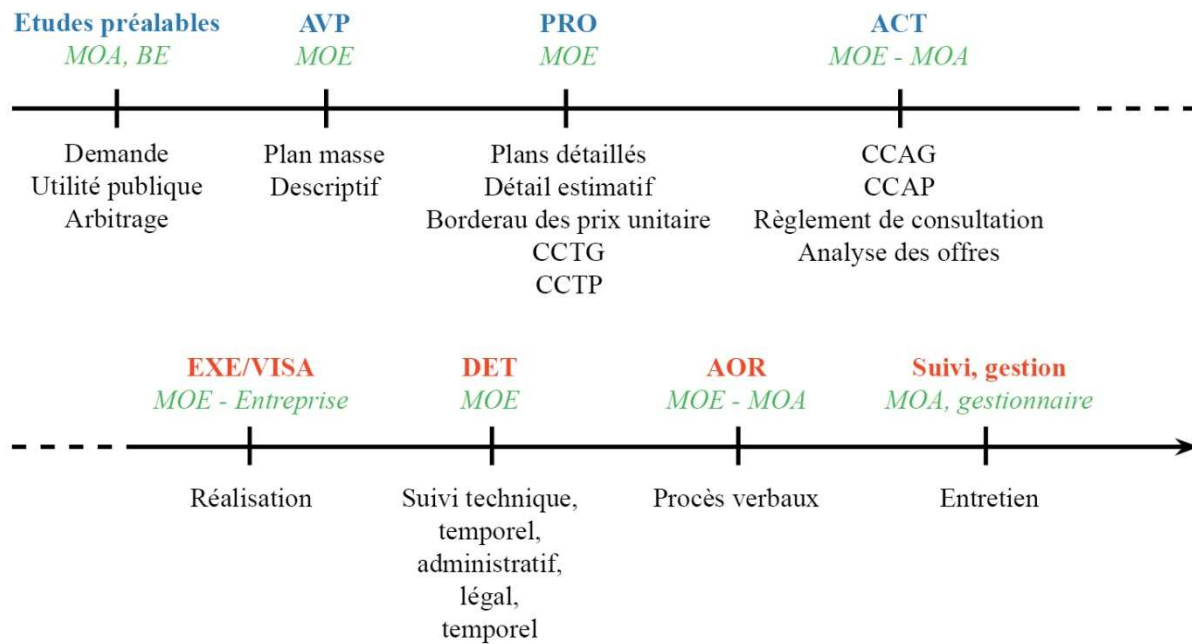 Etudes préalables
MOA, BE
AVP
MOE
PRO
MOE
ACT
MOE - MOA
Demande
Utilité publique
Arbitrage
Plan masse
Descriptif
Plans détaillés
Détail estimatif
Borderau des prix unitaire
CCTG
CCTP
CCAG
CCAP
Règlement de consultation
Analyse des offres
EXE/VISA
MOE - Entreprise
DET
MOE
AOR
MOE - MOA
Suivi, gestion
MOA, gestionnaire
Réalisation
Suivi technique,
temporel,
administratif,
légal,
temporel
Procès verbaux
Entretien